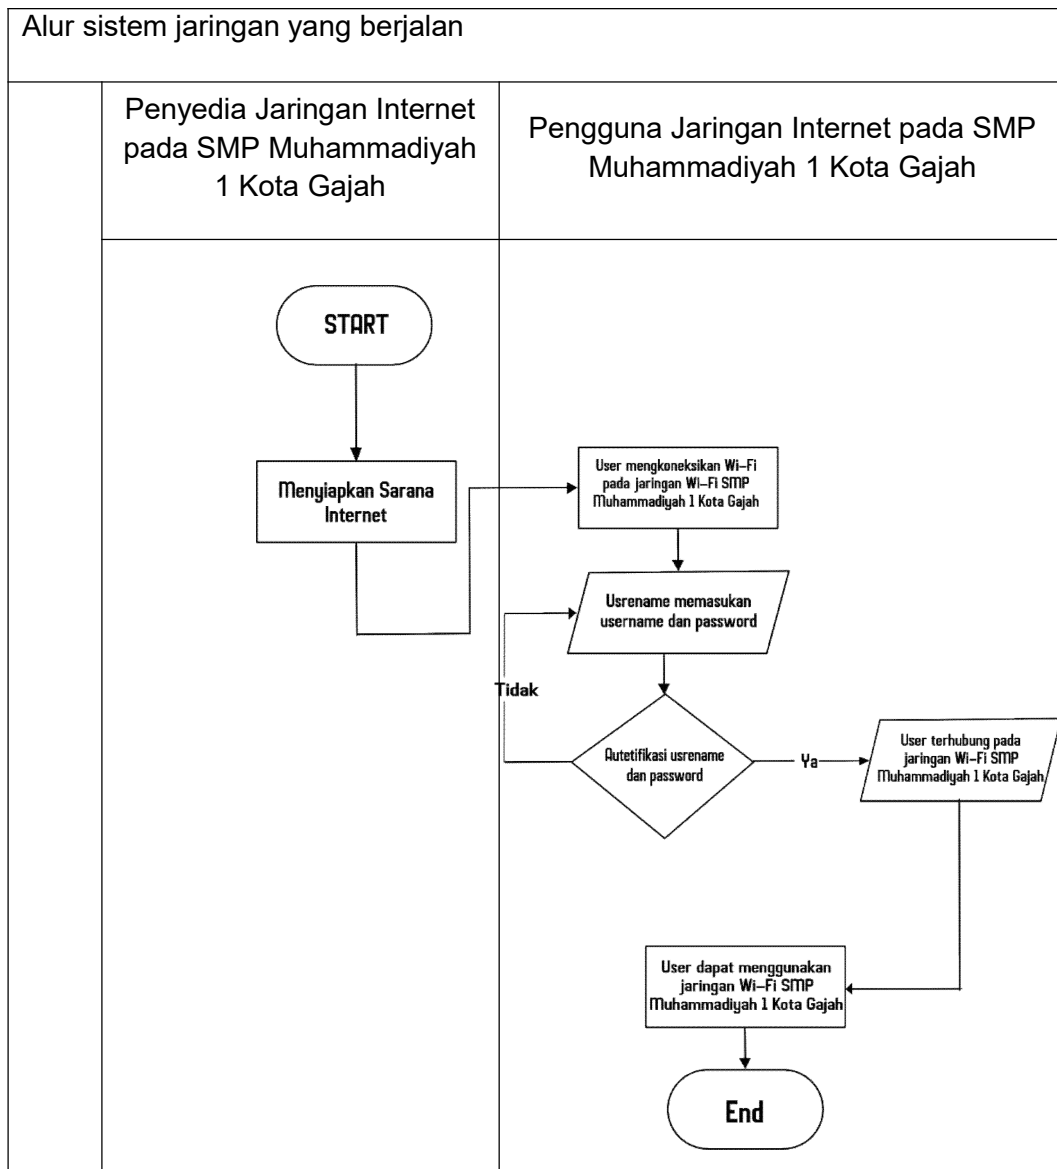 Alur sistem jaringan yang berjalan
Penyedia Jaringan Internet
pada SMP Muhammadiyah
1 Kota Gajah
Pengguna Jaringan Internet pada SMP
Muhammadiyah 1 Kota Gajah
START
Menyiapkan Sarana
Internet
User mengkoneksikan Wi-Fi
pada jaringan Wi-Fi SMP
Muhammadiyah 1 Kota Gajah
Usrename memasukan
username dan password
Tidak
Autetifikasi usrename
dan password
Ya
User terhubung pada
jaringan Wi-Fi SMP
Muhammadiyah 1 Kota Gajah
User dapat menggunakan
jaringan Wi-Fi SMP
Muhammadiyah 1 Kota Gajah
End